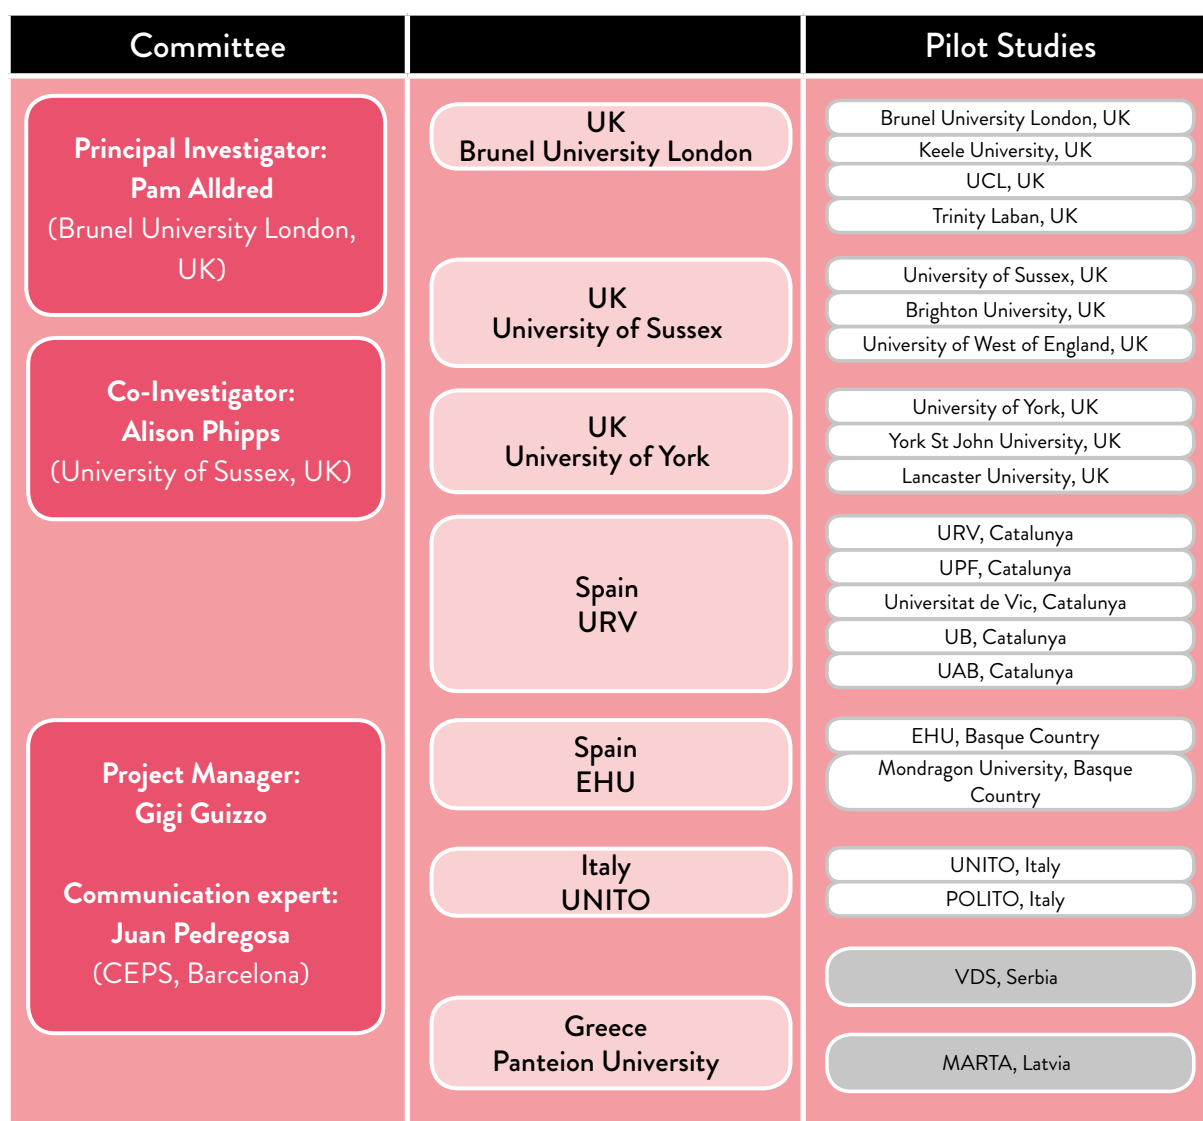 Committee
Pilot Studies
Principal Investigator:
Pam Alldred
(Brunel University London,
UK)
Co-Investigator:
Alison Phipps
(University of Sussex, UK)
Project Manager:
Gigi Guizzo
Communication expert:
Juan Pedregosa
(CEPS, Barcelona)
UK
Brunel University London
UK
University of Sussex
UK
University of York
Spain
URV
Spain
EHU
Italy
UNITO
Greece
Panteion University
Brunel University London, UK
Keele University, UK
UCL, UK
Trinity Laban, UK
University of Sussex, UK
Brighton University, UK
University of West of England, UK
University of York, UK
York St John University, UK
Lancaster University, UK
URV, Catalunya
UPF, Catalunya
Universitat de Vic, Catalunya
UB, Catalunya
UAB, Catalunya
EHU, Basque Country
Mondragon University, Basque
Country
UNITO, Italy
POLITO, Italy
VDS, Serbia
MARTA, Latvia